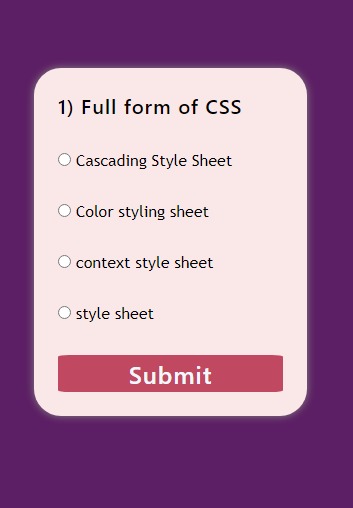 1) Full form of CSS
Cascading Style Sheet
Color styling sheet
context style sheet
style sheet
Submit